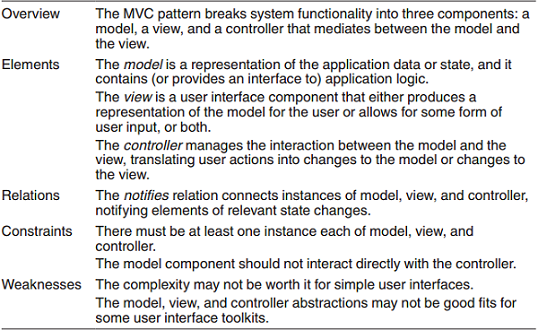 Overview The MVC pattern breaks system functionality into three components: a
model, a view, and a controller that mediates between the model and
the view.
Elements The model is a representation of the application data or state, and it
contains (or provides an interface to) application logic.
The view is a user interface component that either produces a
representation of the model for the user or allows for some form of
user input, or both.
The controller manages the interaction between the model and the
view, translating user actions into changes to the model or changes to
the view.
Relations The notifies relation connects instances of model, view, and controller,
notifying elements of relevant state changes.
Constraints There must be at least one instance each of model, view, and
controller.
The model component should not interact directly with the controller.
Weaknesses The complexity may not be worth it for simple user interfaces.
The model, view, and controller abstractions may not be good fits for
some user interface toolkits.